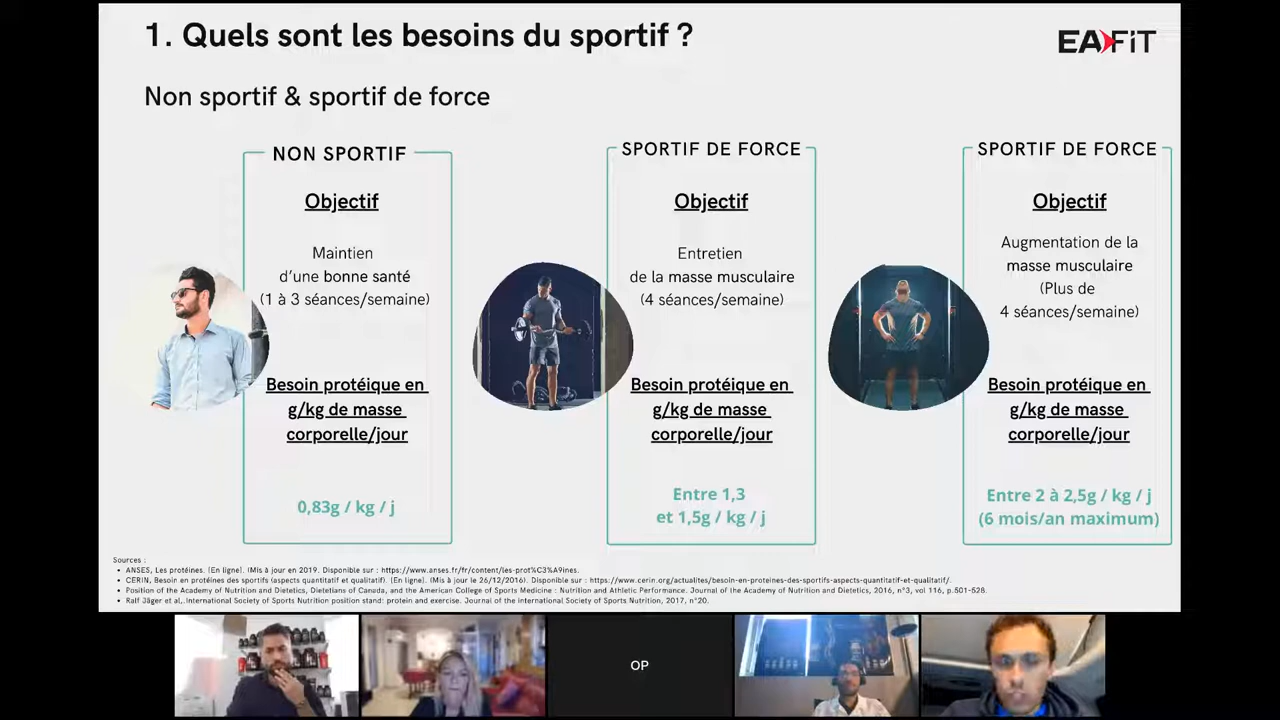 1. Quels sont les besoins du sportif ?
EAFIT
Non sportif & sportif de force
NON SPORTIF
Objectif
Maintien
d'une bonne santé
(1 à 3 séances/semaine)
Besoin protéique en
g/kg de masse
corporelle/jour
0,83g / kg / j
SPORTIF DE FORCE
Objectif
Entretien
de la masse musculaire
(4 séances/semaine)
Besoin protéique en
g/kg de masse
corporelle/jour
Entre 1,3
et 1,5g / kg / j
SPORTIF DE FORCE
Objectif
Augmentation de la
masse musculaire
(Plus de
4 séances/semaine)
Besoin protéique en
g/kg de masse
corporelle/jour
Entre 2 à 2,5g / kg / j
(6 mois/an maximum)
Sources :
• ANSES, Les protéines. [En ligne]. (Mis à jour en 2019. Disponible sur : https://www.anses.fr/fr/content/les-prot%C3%A9ines.
• CERIN, Besoin en protéines des sportifs (aspects quantitatif et qualitatif). [En ligne]. (Mis à jour le 26/12/2016). Disponible sur : https://www.cerin.org/actualites/besoin-en-proteines-des-sportifs-aspects-quantitatif-et-qualitatif/.
• Position of the Academy of Nutrition and Dietetics, Dietitians of Canada, and the American College of Sports Medicine : Nutrition and Athletic Performance. Journal of the Academy of Nutrition and Dietetics, 2016, n°3, vol 116, p.501-528.
• Ralf Jäger et al,. International Society of Sports Nutrition position stand: protein and exercise. Journal of the International Society of Sports Nutrition, 2017, n°20.
OP